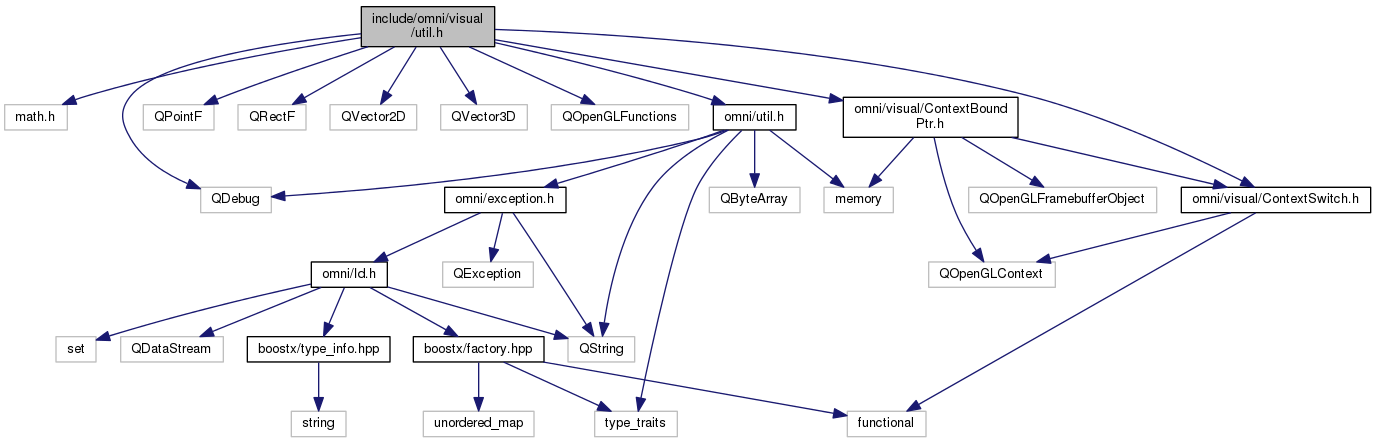 include/omni/visual
/util.h
math.h
QPointF
QRectF
QVector2D
QVector3D
QOpenGLFunctions
omni/util.h
omni/visual/ContextBound
Ptr.h
QDebug
omni/exception.h
QByteArray
memory
QOpenGLFramebufferObject
omni/visual/ContextSwitch.h
omni/Id.h
QException
QOpenGLContext
set
QDataStream
boostx/type_info.hpp
boostx/factory.hpp
QString
string
unordered_map
type_traits
functional